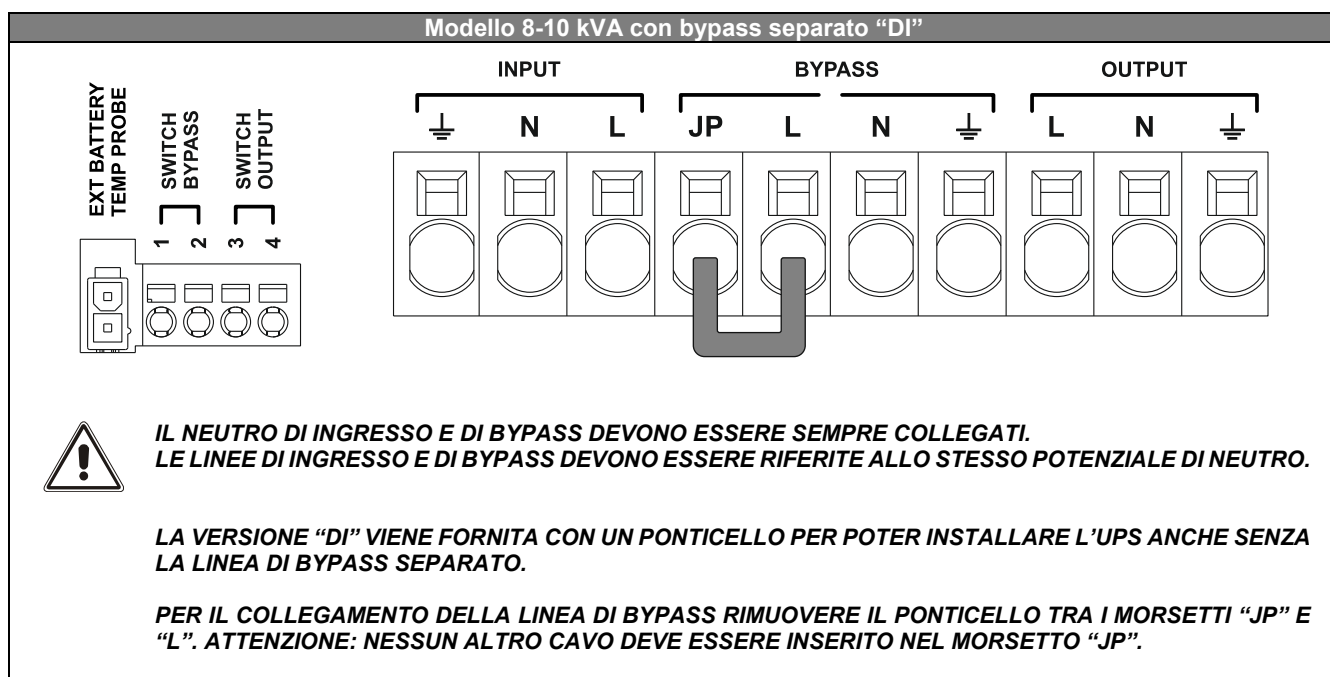 Modello 8-10 kVA con bypass separato “DI”
INPUT BYPASS OUTPUT
EXT BATTERY
TEMP PROBE
SWITCH
BYPASS
SWITCH
OUTPUT
N L JP L N L N
1 2 3 4
IL NEUTRO DI INGRESSO E DI BYPASS DEVONO ESSERE SEMPRE COLLEGATI.
LE LINEE DI INGRESSO E DI BYPASS DEVONO ESSERE RIFERITE ALLO STESSO POTENZIALE DI NEUTRO.
LA VERSIONE “DI” VIENE FORNITA CON UN PONTICELLO PER POTER INSTALLARE L’UPS ANCHE SENZA
LA LINEA DI BYPASS SEPARATO.
PER IL COLLEGAMENTO DELLA LINEA DI BYPASS RIMUOVERE IL PONTICELLO TRA I MORSETTI “JP” E
“L”. ATTENZIONE: NESSUN ALTRO CAVO DEVE ESSERE INSERITO NEL MORSETTO “JP”.